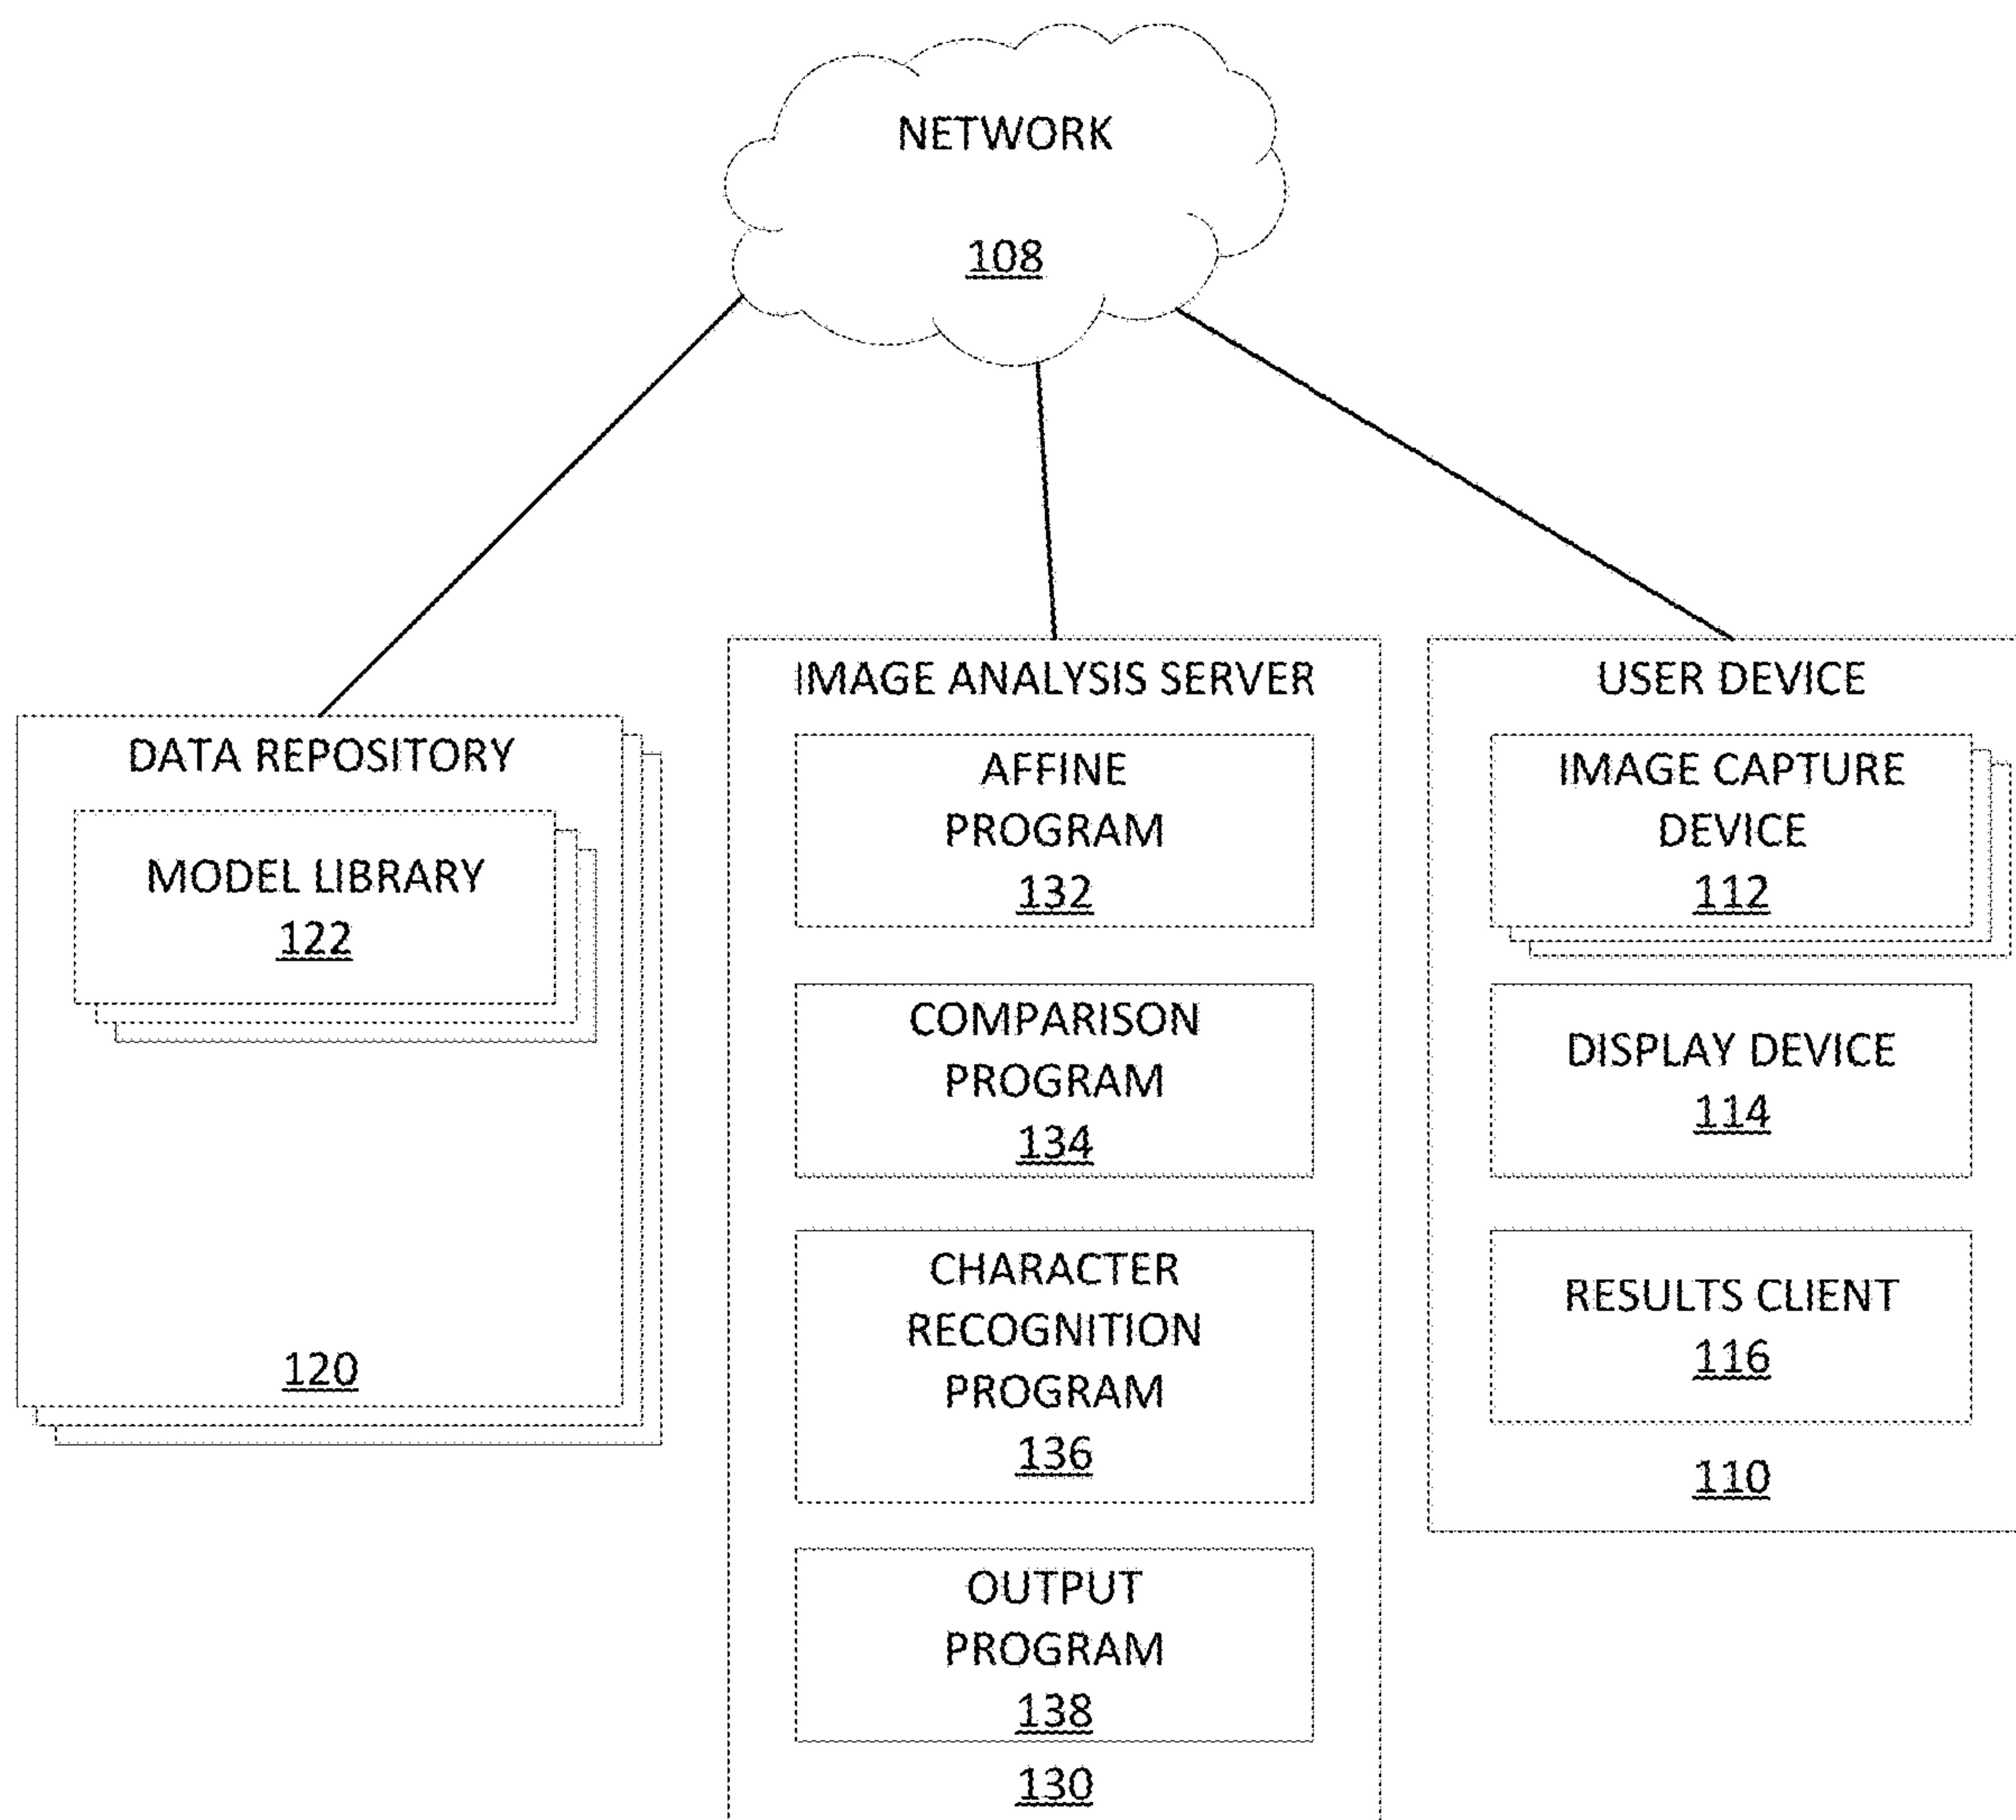 NETWORK
108
DATA REPOSITORY
MODEL LIBRARY
122
120
IMAGE ANALYSIS SERVER
AFFINE
PROGRAM
132
COMPARISON
PROGRAM
134
CHARACTER
RECOGNITION
PROGRAM
136
OUTPUT
PROGRAM
138
130
USER DEVICE
IMAGE CAPTURE
DEVICE
112
DISPLAY DEVICE
114
RESULTS CLIENT
116
110